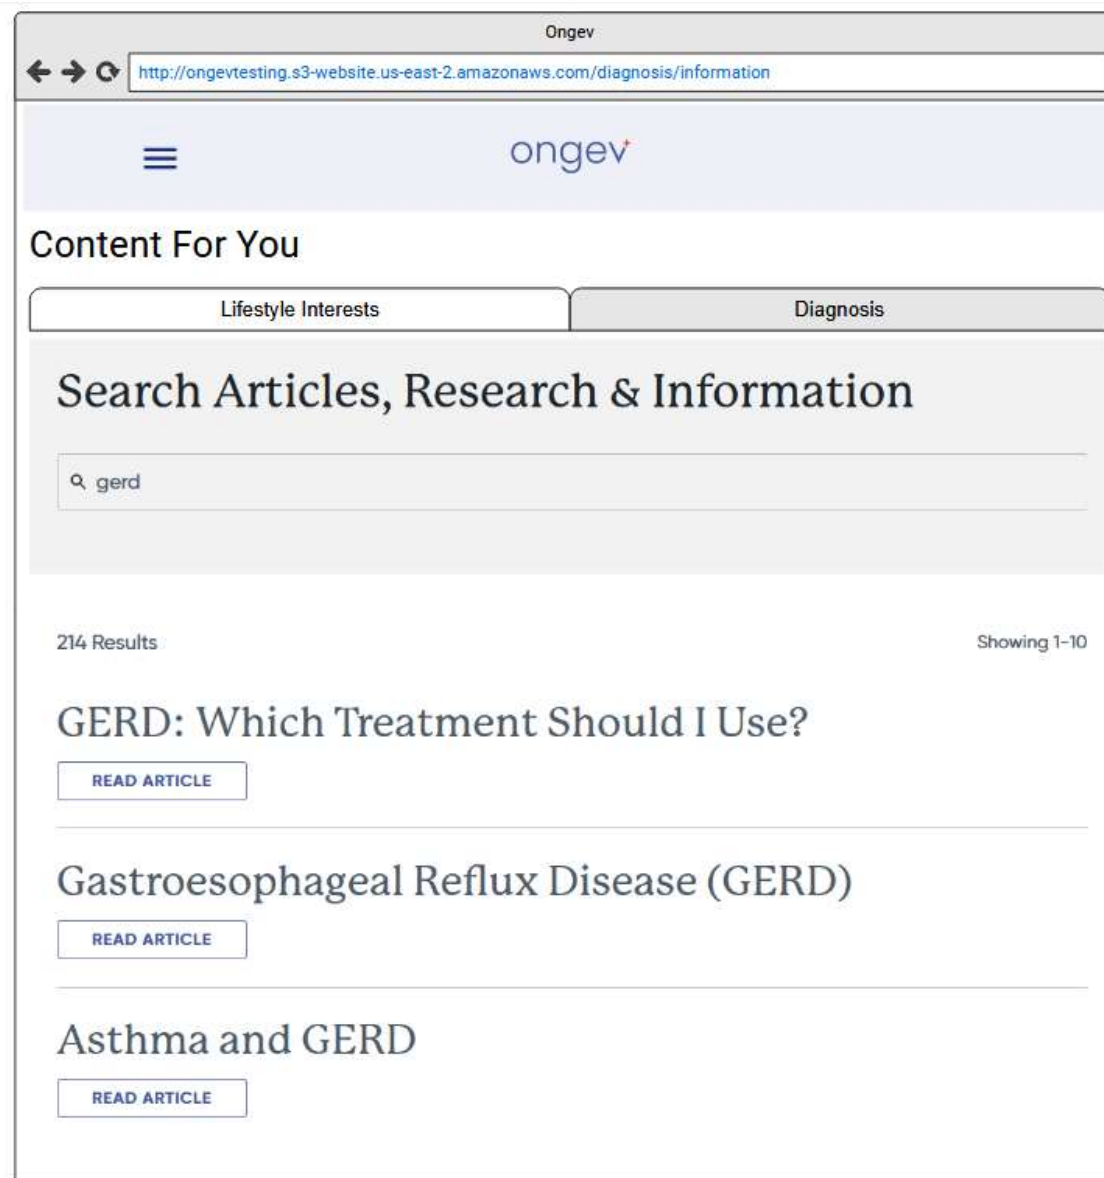 Ongev
http://ongevtesting.s3-website.us-east-2.amazonaws.com/diagnosis/information
ongev
Content For You
Lifestyle Interests Diagnosis
Search Articles, Research & Information
gerd
214 Results Showing 1-10
GERD: Which Treatment Should I Use?
READ ARTICLE
Gastroesophageal Reflux Disease (GERD)
READ ARTICLE
Asthma and GERD
READ ARTICLE